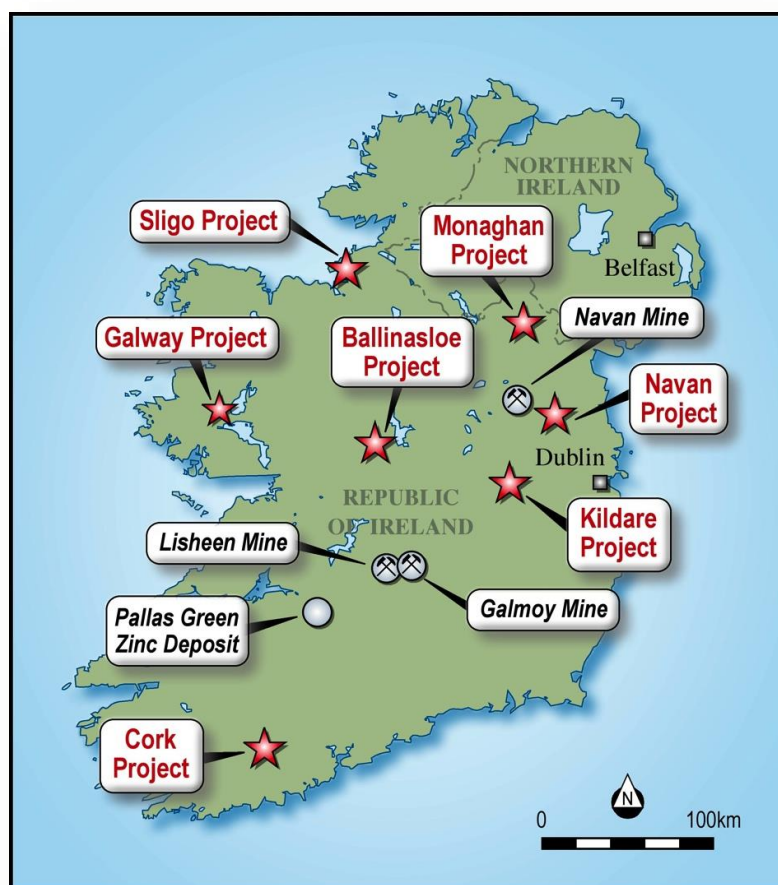 NORTHERN
IRELAND
Sligo Project
Monaghan
Project
Belfast
Navan Mine
Galway Project
Ballinasloe
Project
Navan
Project
Dublin
REPUBLIC
OF IRELAND
Kildare
Project
Lisheen Mine
Galmoy Mine
Pallas Green
Zinc Deposit
Cork
Project
N
0 100km